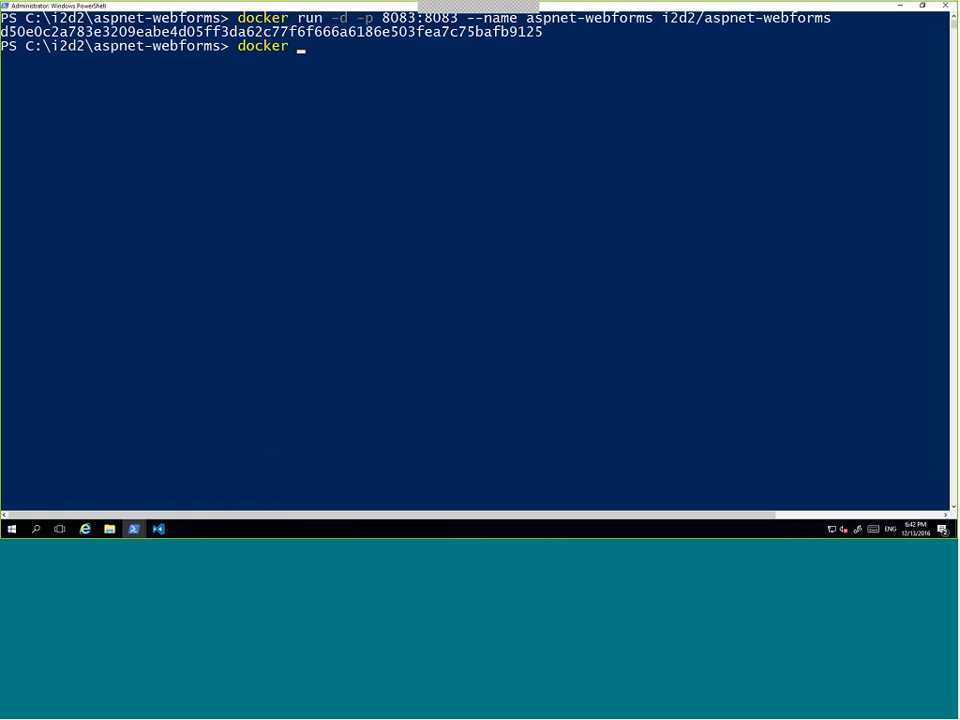 Administrator: Windows PowerShell
PS C:\i2d2\aspnet-webforms> docker run -d -p 8083:8083 --name aspnet-webforms i2d2/aspnet-webforms
d50e0c2a783e3209eabe4d05ff3da62c77f6f666a6186e503fea7c75bafb9125
PS C:\i2d2\aspnet-webforms> docker _
ENG
6:42 PM
12/13/2016